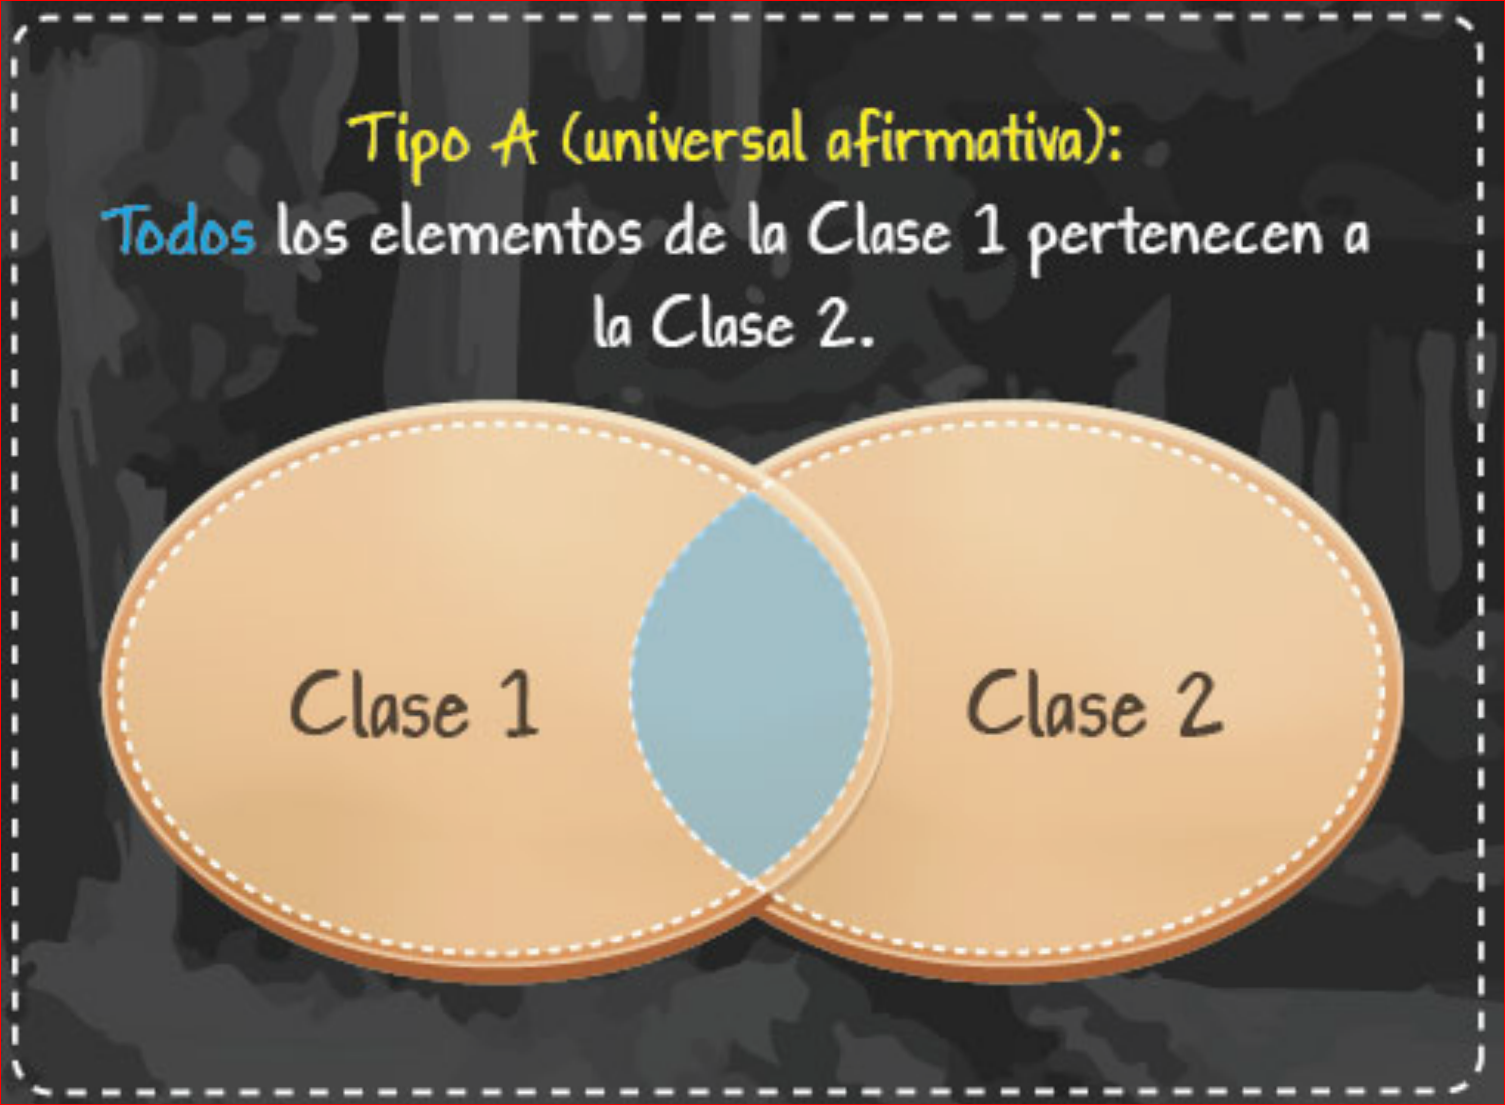 Tipo A (universal afirmativa):
Todos los elementos de la Clase 1 pertenecen a
la Clase 2.
Clase 1
Clase 2